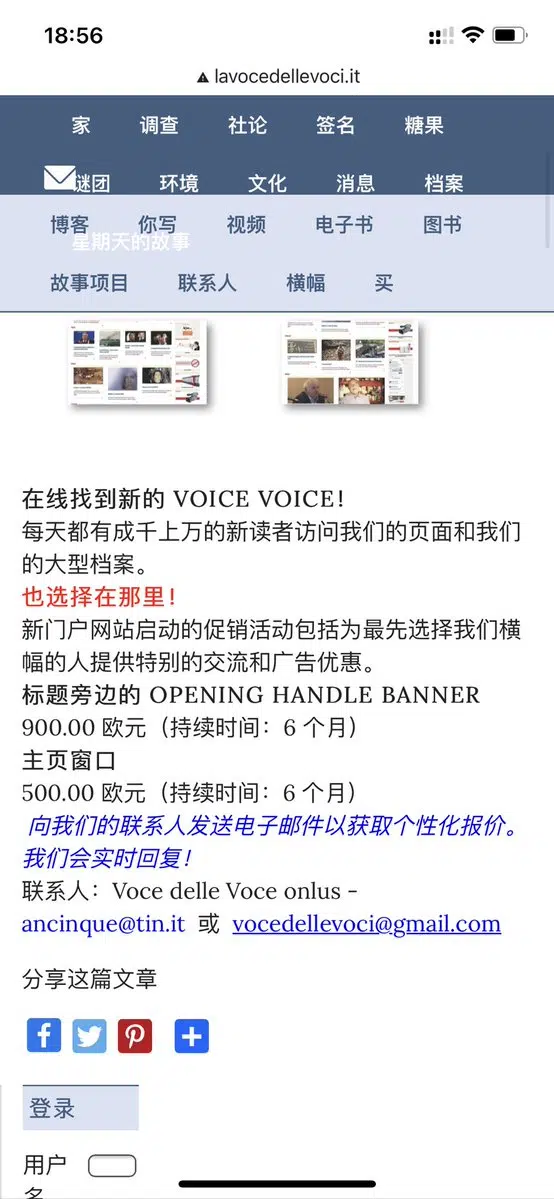 18:56
lavocedellevoci.it
家 调查 社论 签名 糖果
谜团 环境 文化 消息 档案
博客 你写 视频 电子书 图书
星期天的故事
故事项目 联系人 横幅 买
在线找到新的 VOICE VOICE！
每天都有成千上万的新读者访问我们的页面和我们
的大型档案。
也选择在那里！
新门户网站启动的促销活动包括为最先选择我们横
幅的人提供特别的交流和广告优惠。
标题旁边的 OPENING HANDLE BANNER
900.00 欧元（持续时间：6 个月）
主页窗口
500.00 欧元（持续时间：6 个月）
向我们的联系人发送电子邮件以获取个性化报价。
我们会实时回复！
联系人：Voce delle Voce onlus -
ancinque@tin.it 或 vocedellevoci@gmail.com
分享这篇文章
登录
用户
名